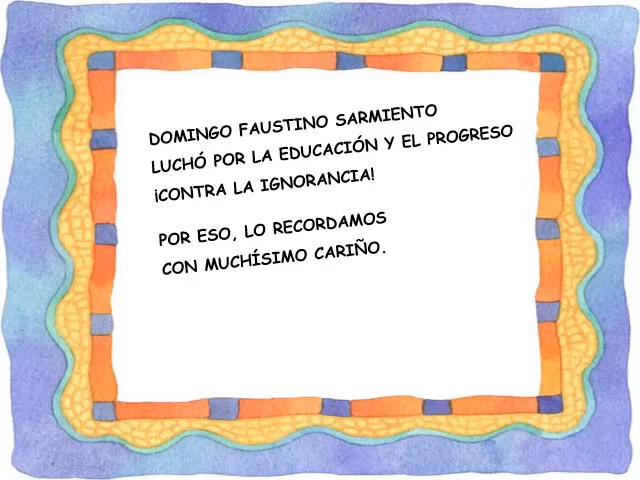 DOMINGO FAUSTINO SARMIENTO
LUCHÓ POR LA EDUCACIÓN Y EL PROGRESO
¡CONTRA LA IGNORANCIA!
POR ESO, LO RECORDAMOS
CON MUCHÍSIMO CARIÑO.